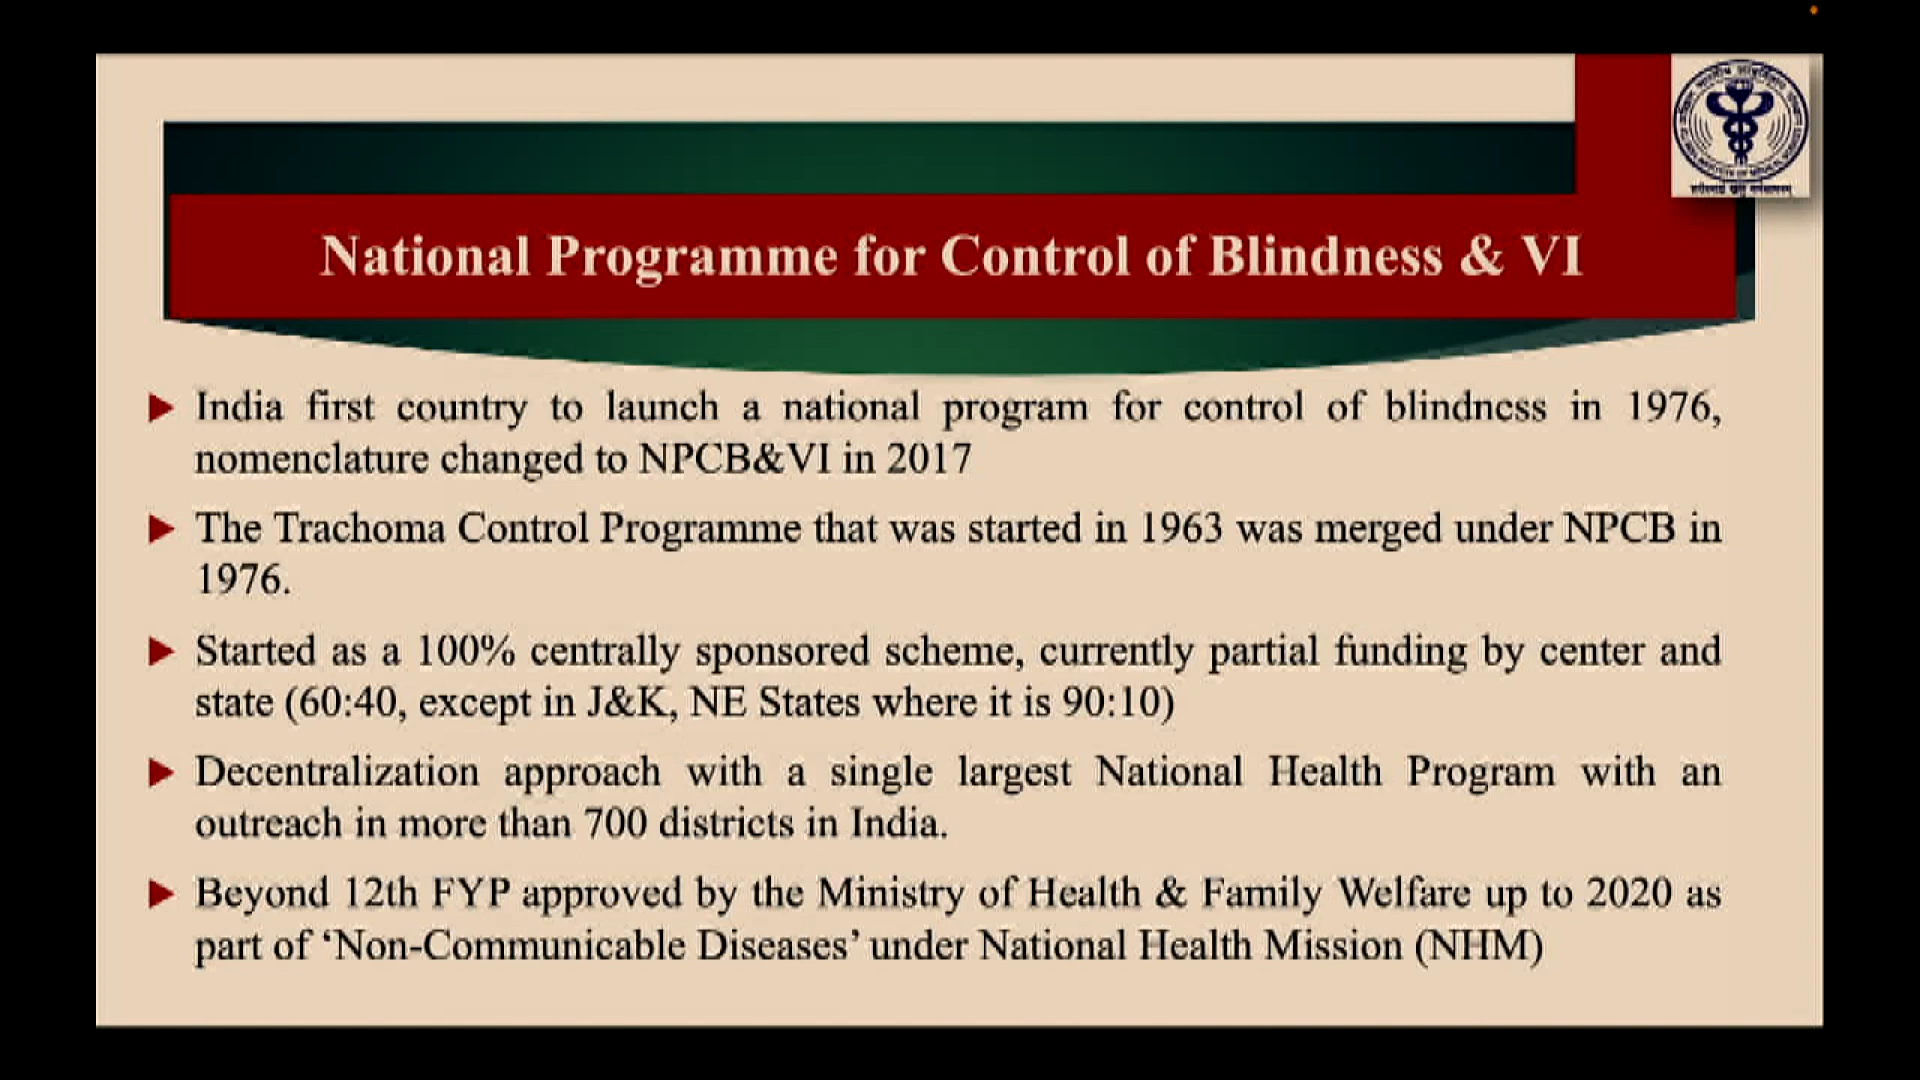 National Programme for Control of Blindness & VI
India first country to launch a national program for control of blindness in 1976,
nomenclature changed to NPCB&VI in 2017
The Trachoma Control Programme that was started in 1963 was merged under NPCB in
1976.
Started as a 100% centrally sponsored scheme, currently partial funding by center and
state (60:40, except in J&K, NE States where it is 90:10)
Decentralization approach with a single largest National Health Program with an
outreach in more than 700 districts in India.
Beyond 12th FYP approved by the Ministry of Health & Family Welfare up to 2020 as
part of ‘Non-Communicable Diseases’ under National Health Mission (NHM)